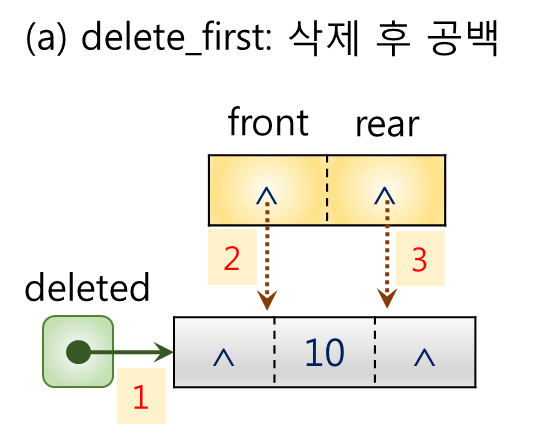 (a) delete_first: 삭제 후 공백
front rear
^ ^
2 3
deleted
^ 10 ^
1